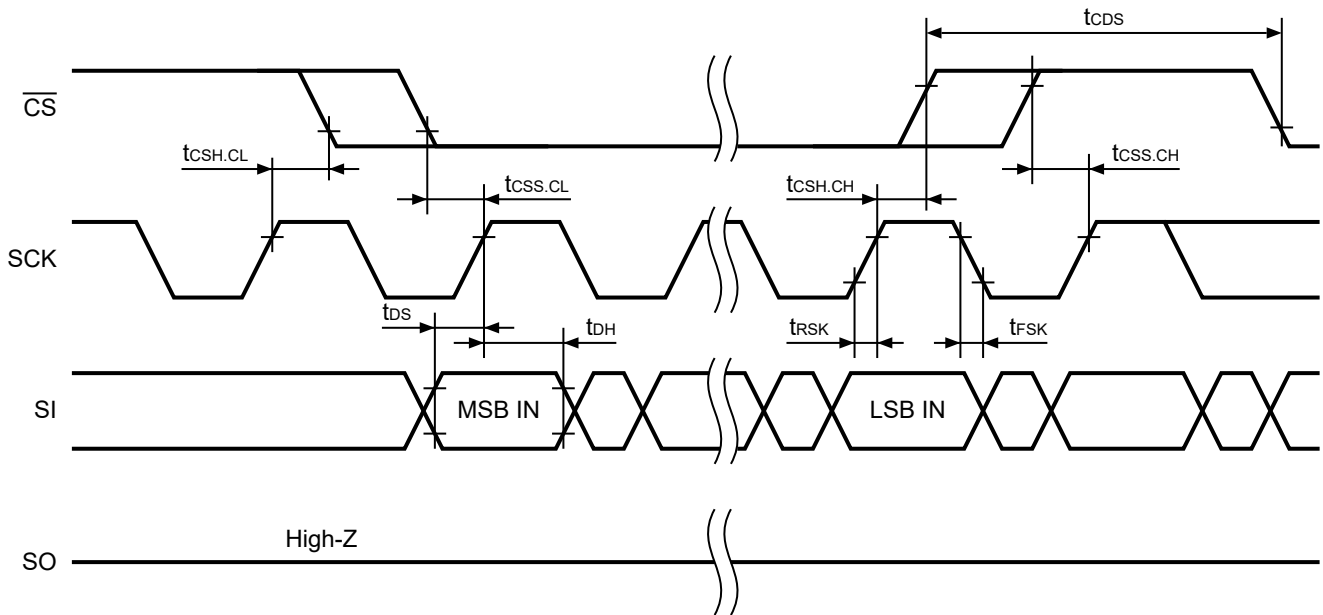 tCDS
CS
tCSH.CL
tCSS.CL
tCSH.CH
tCSS.CH
SCK
tDS
tDH
tRSK
tFSK
SI
MSB IN
LSB IN
High-Z
SO